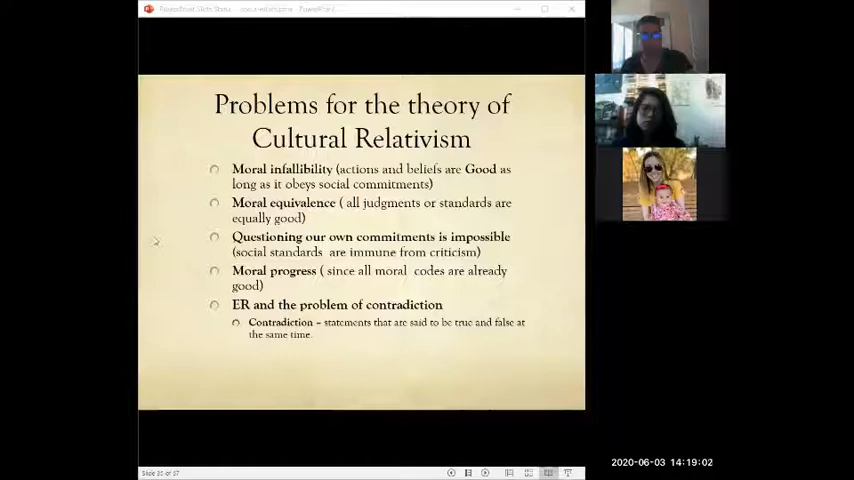 Problems for the theory of
Cultural Relativism
Moral infallibility (actions and beliefs are Good as
long as it obeys social commitments)
Moral equivalence ( all judgments or standards are
equally good)
Questioning our own commitments is impossible
(social standards are immune from criticism)
Moral progress ( since all moral codes are already
good)
ER and the problem of contradiction
Contradiction – statements that are said to be true and false at
the same time.
2020-06-03 14:19:02